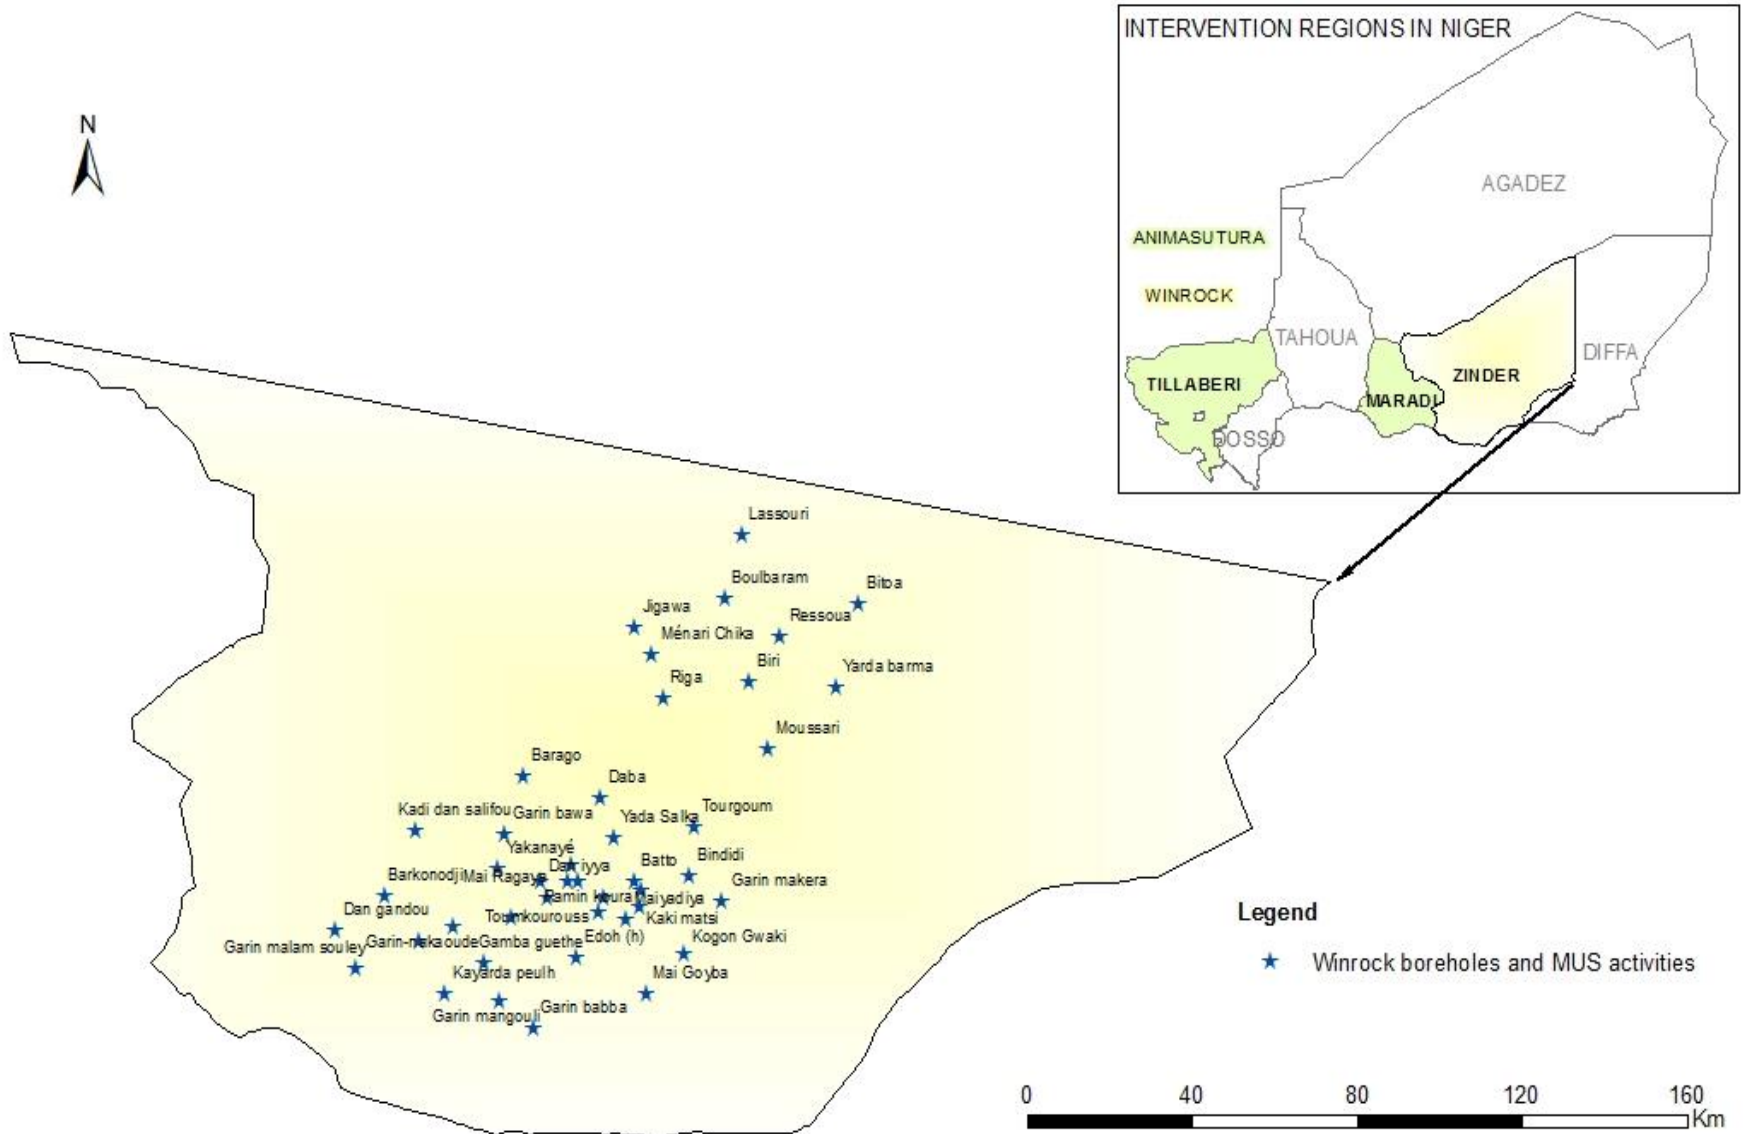 INTERVENTION REGIONS IN NIGER
N
AGADEZ
ANIMASUTURA
WINROCK
TAHOUA
DIFFA
ZINDER
TILLABERI
MARADI
DOSSO
Lassouri
Boulbaram
Bitoa
Jigawa
Ressoua
Ménari Chika
Biri
Yarda barma
Riga
Moussari
Barago
Daba
Kadi dan salifou
Garin bawa
Yada Salka
Tourgoum
Yakanayé
Batto
Bindidi
Barkonodji
Mai Ragaya
Garin makera
Dan gandou
Toumkourouss
Kaki matsi
Garin malam souley
Gamba guethe
Edoh (h)
Kogon Gwaki
Kayarda peulh
Mai Goyba
Garin mangouli
Garin babba
Legend
Winrock boreholes and MUS activities
0 40 80 120 160
Km